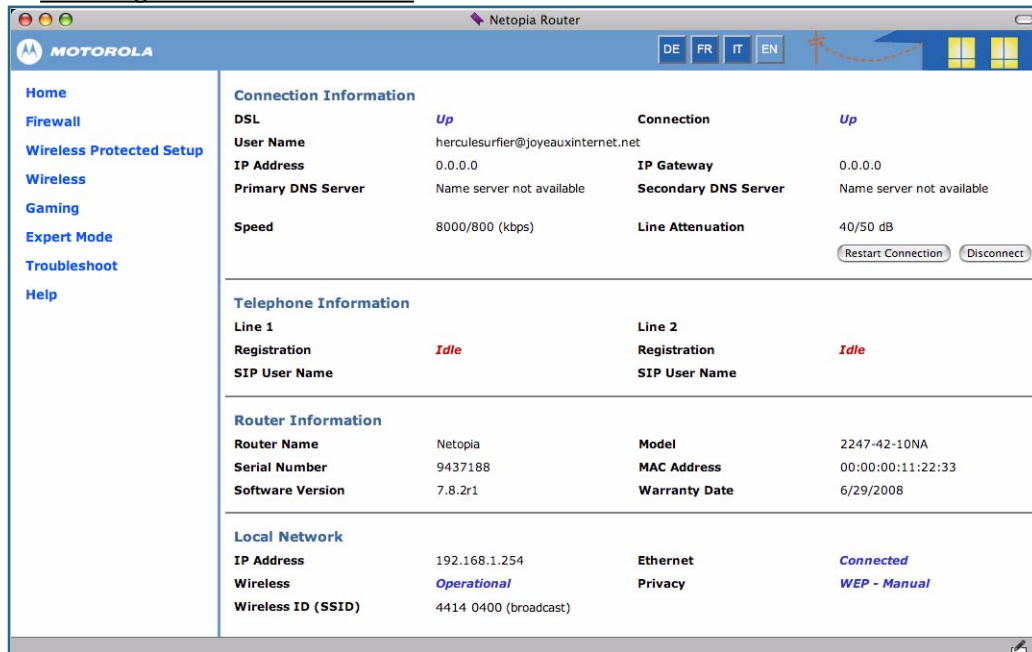 Netopia Router
MOTOROLA
DE FR IT EN
Home
Firewall
Wireless Protected Setup
Wireless
Gaming
Expert Mode
Troubleshoot
Help
Connection Information
DSL Up Connection Up
User Name herculesurfier@joyeauxinternet.net
IP Address 0.0.0.0 IP Gateway 0.0.0.0
Primary DNS Server Name server not available Secondary DNS Server Name server not available
Speed 8000/800 (kbps) Line Attenuation 40/50 dB
Restart Connection Disconnect
Telephone Information
Line 1 Line 2
Registration Idle Registration Idle
SIP User Name SIP User Name
Router Information
Router Name Netopia Model 2247-42-10NA
Serial Number 9437188 MAC Address 00:00:00:11:22:33
Software Version 7.8.2r1 Warranty Date 6/29/2008
Local Network
IP Address 192.168.1.254 Ethernet Connected
Wireless Operational Privacy WEP - Manual
Wireless ID (SSID) 4414 0400 (broadcast)